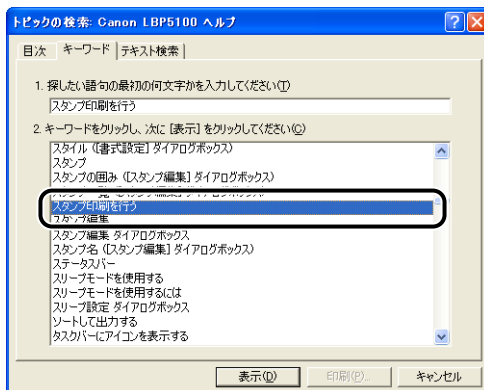 トピックの検索: Canon LBP5100 ヘルプ
目次 キーワード テキスト検索
1. 探したい語句の最初の何文字かを入力してください(T)
スタンプ印刷を行う
2. キーワードをクリックし、次に [表示] をクリックしてください(C)
スタイル ([書式設定] ダイアログボックス)
スタンプ
スタンプの囲み ([スタンプ編集] ダイアログボックス)
スタンプ印刷を行う
スタンプ編集
スタンプ編集 ダイアログボックス
スタンプ名 ([スタンプ編集] ダイアログボックス)
ステータスバー
スリープモードを使用する
スリープモードを使用するには
スリープ設定 ダイアログボックス
ソートして出力する
タスクバーにアイコンを表示する
表示(D) 印刷(P)... キャンセル